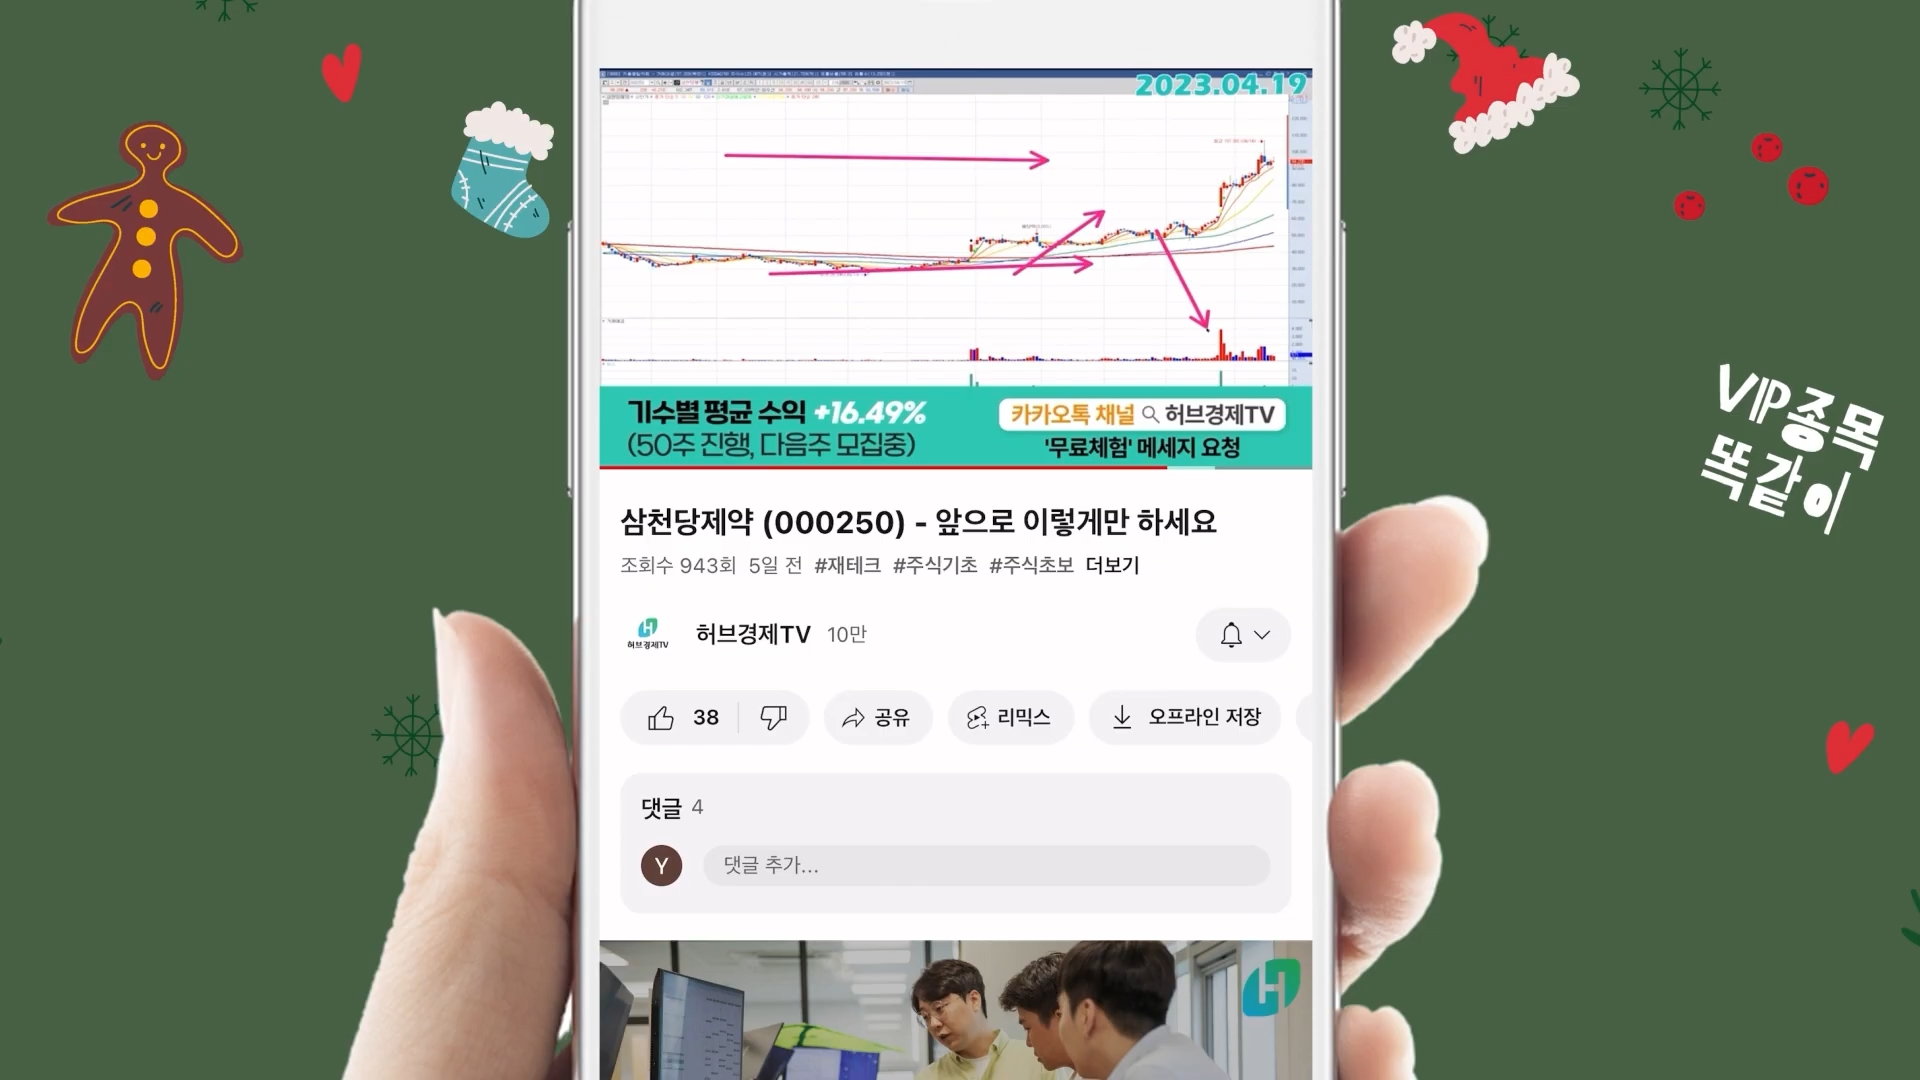 2023.04.19
기수별 평균 수익 +16.49%
(50주 진행, 다음주 모집중)
카카오톡 채널 허브경제TV
'무료체험' 메세지 요청
삼천당제약 (000250) - 앞으로 이렇게만 하세요
조회수 943회 5일 전 #재테크 #주식기초 #주식초보 더보기
허브경제TV
허브경제TV 10만
38
공유
리믹스
오프라인 저장
댓글 4
Y
댓글 추가...
VIP종목
똑같이